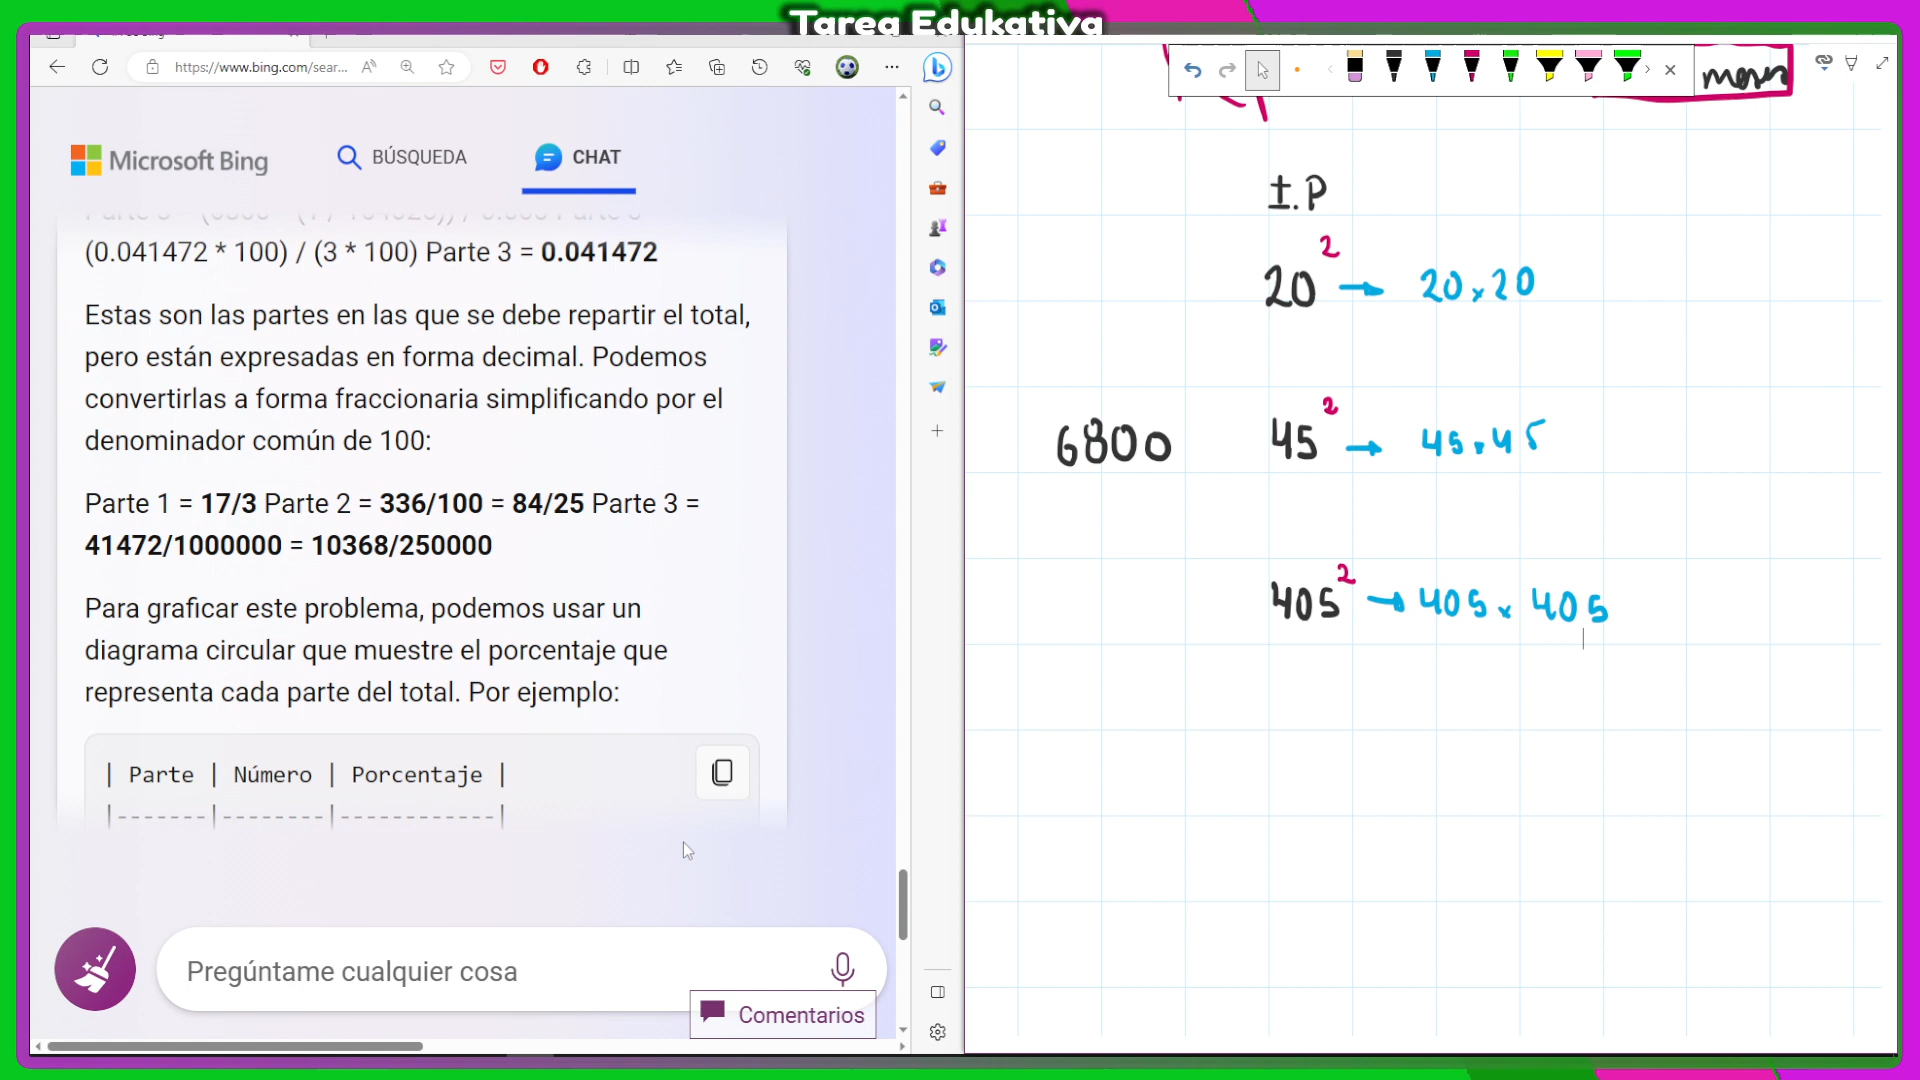 Tarea Edukativa
https://www.bing.com/sear...
Microsoft Bing
BÚSQUEDA
CHAT
(0.041472 * 100) / (3 * 100) Parte 3 = 0.041472
Estas son las partes en las que se debe repartir el total,
pero están expresadas en forma decimal. Podemos
convertirlas a forma fraccionaria simplificando por el
denominador común de 100:
Parte 1 = 17/3 Parte 2 = 336/100 = 84/25 Parte 3 =
41472/1000000 = 10368/250000
Para graficar este problema, podemos usar un
diagrama circular que muestre el porcentaje que
representa cada parte del total. Por ejemplo:
| Parte | Número | Porcentaje |
|-------|--------|------------|
Pregúntame cualquier cosa
Comentarios
I.P
20² → 20 x 20
6800 45² → 45 . 45
405² → 405 x 405